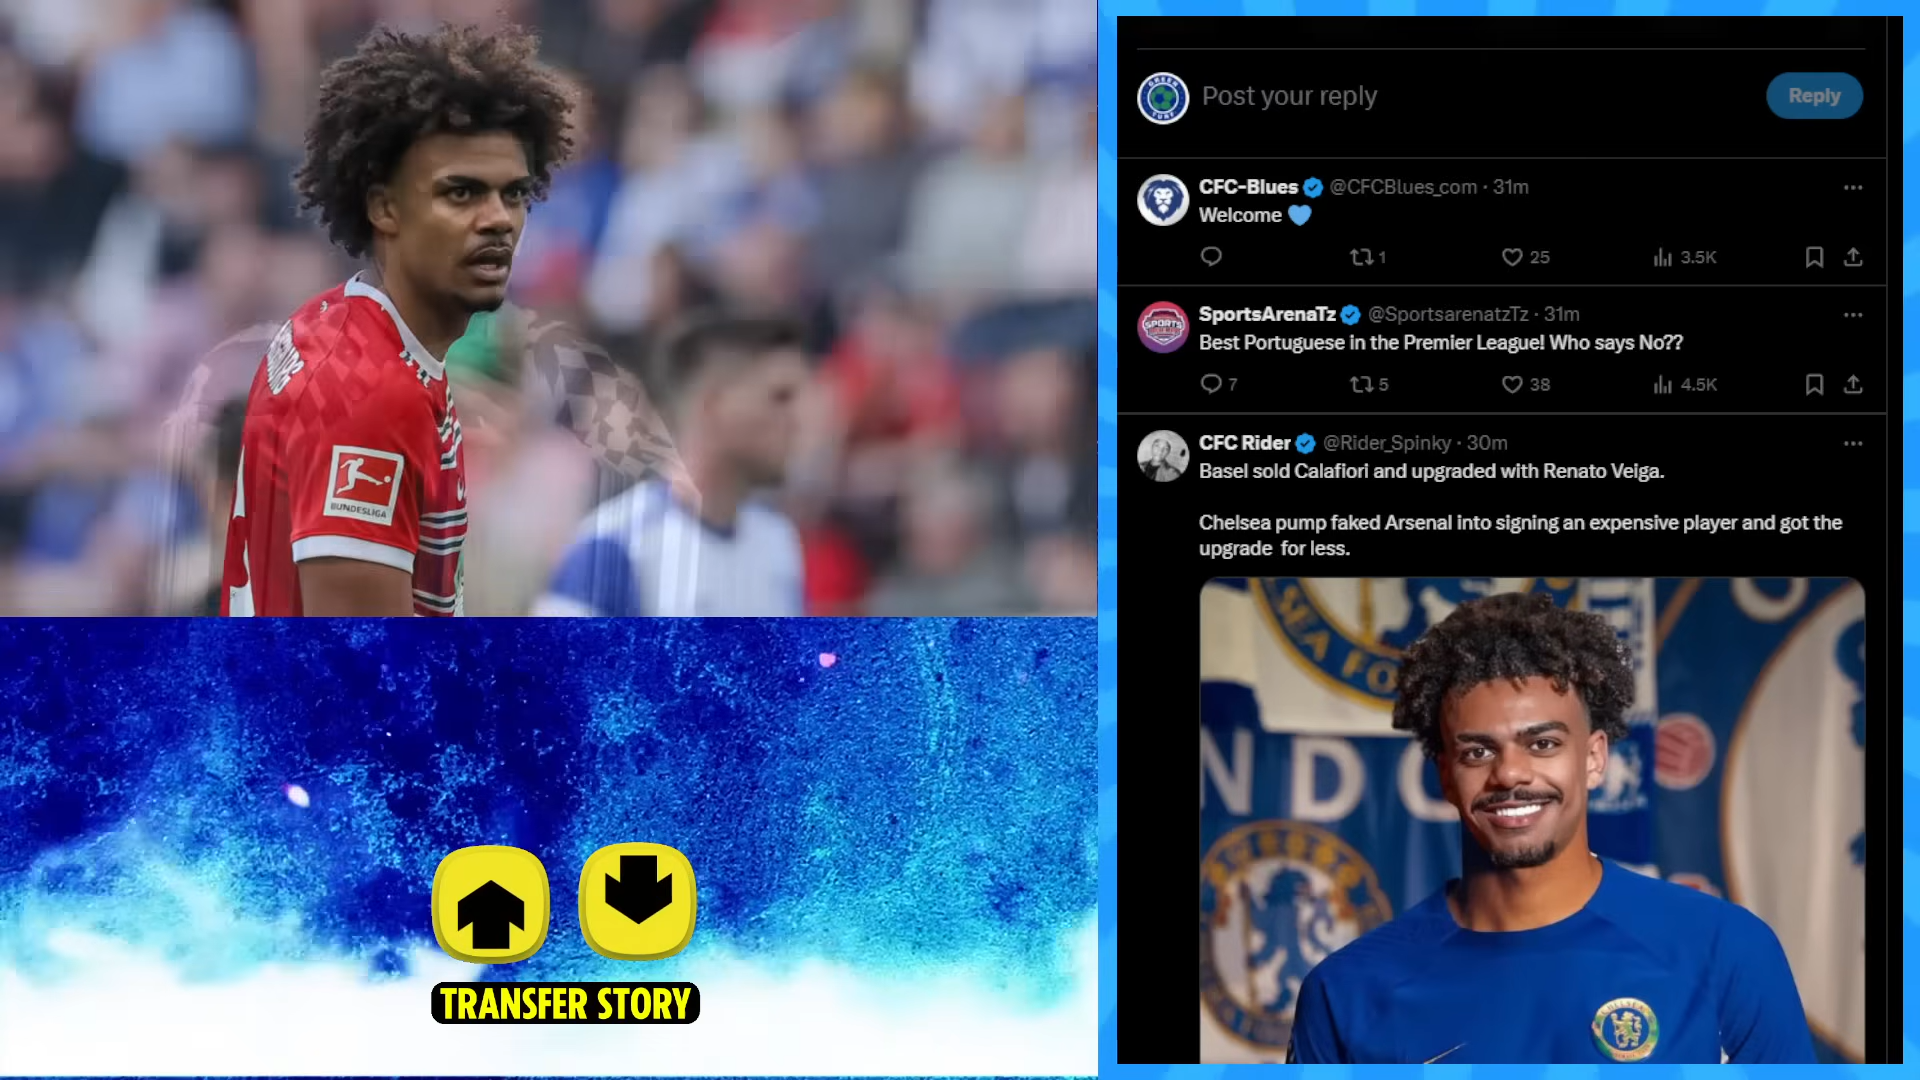 BUNDESLIGA
TRANSFER STORY
Post your reply
Reply
CFC-Blues @CFCBlues_com · 31m
Welcome 💙
1 25 3.5K
SportsArenaTz @SportsarenatzTz · 31m
Best Portuguese in the Premier League! Who says No??
7 5 38 4.5K
CFC Rider @Rider_Spinky · 30m
Basel sold Calafiori and upgraded with Renato Veiga.
Chelsea pump faked Arsenal into signing an expensive player and got the
upgrade for less.
SEA FO
NDO